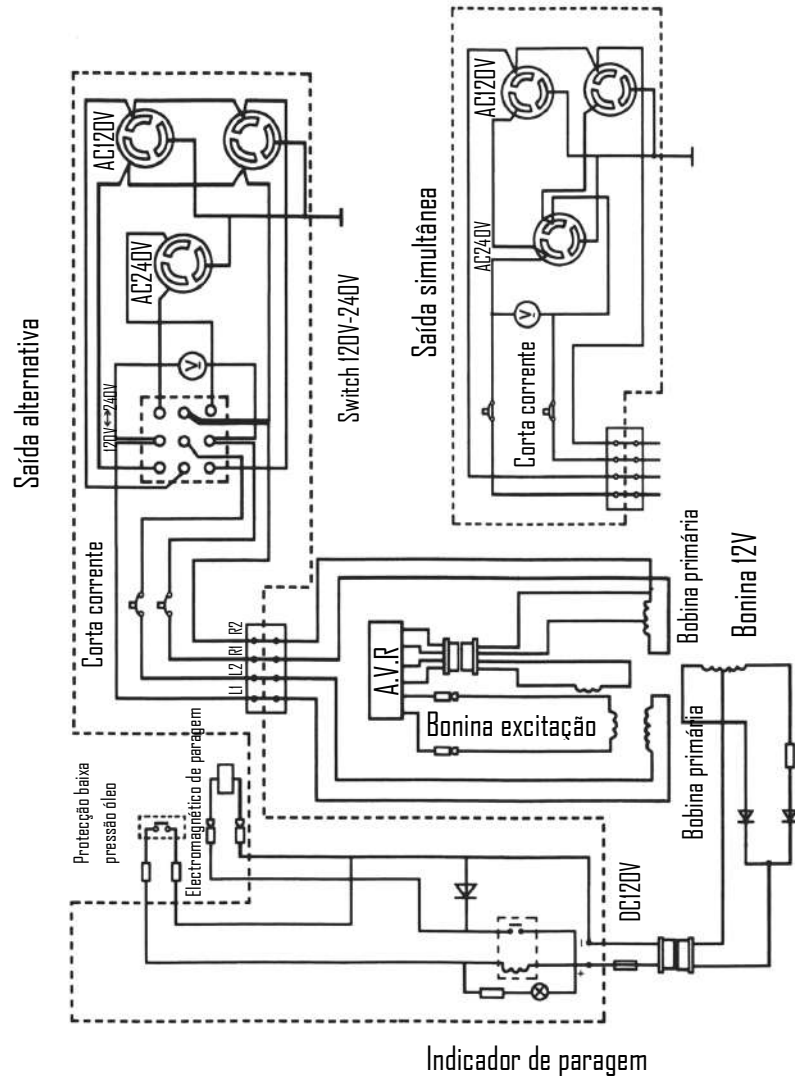 Saída alternativa
AC120V
AC240V
120V↔240V
V
Switch 120V-240V
Corta corrente
L1 L2 R1 R2
Saída simultânea
AC120V
AC240V
V
Corta corrente
A.V.R
Bonina excitação
Bobina primária
Bobina primária
Bonina 12V
Protecção baixa
pressão óleo
Electromagnético de paragem
DC120V
+ -
Indicador de paragem